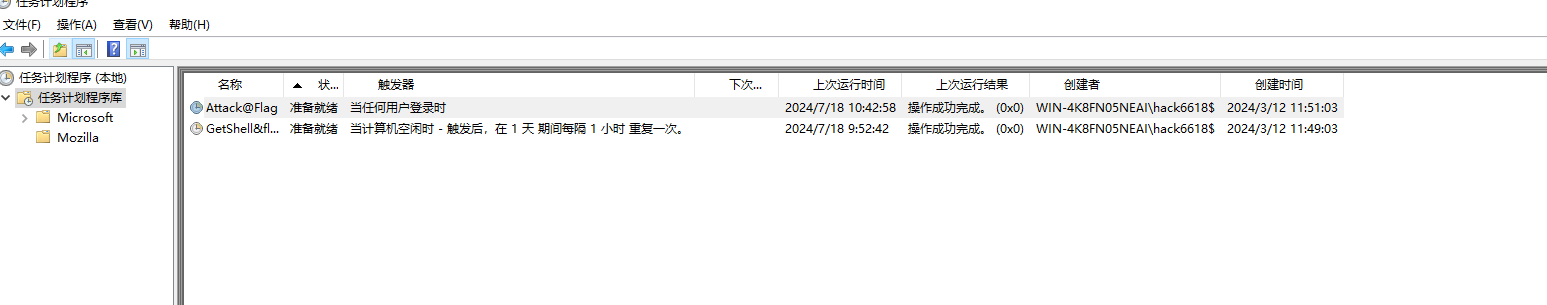 任务计划程序
文件(F) 操作(A) 查看(V) 帮助(H)
任务计划程序 (本地)
任务计划程序库
Microsoft
Mozilla
名称 状... 触发器 下次... 上次运行时间 上次运行结果 创建者 创建时间
Attack@Flag 准备就绪 当任何用户登录时 2024/7/18 10:42:58 操作成功完成。 (0x0) WIN-4K8FN05NEAI\hack6618$ 2024/3/12 11:51:03
GetShell&fl... 准备就绪 当计算机空闲时 - 触发后，在 1 天 期间每隔 1 小时 重复一次。 2024/7/18 9:52:42 操作成功完成。 (0x0) WIN-4K8FN05NEAI\hack6618$ 2024/3/12 11:49:03